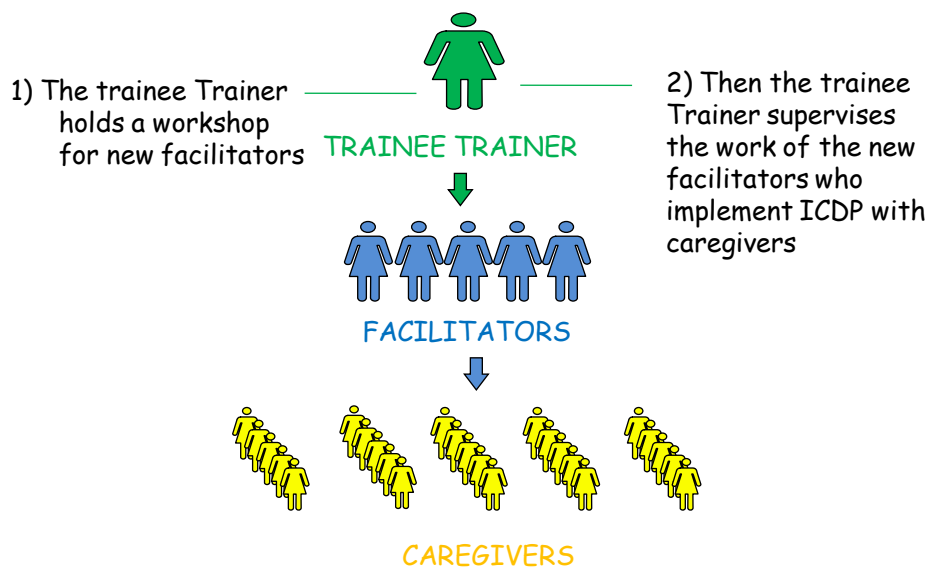 1) The trainee Trainer
holds a workshop
for new facilitators
2) Then the trainee
Trainer supervises
the work of the new
facilitators who
implement ICDP with
caregivers
TRAINEE TRAINER
FACILITATORS
CAREGIVERS